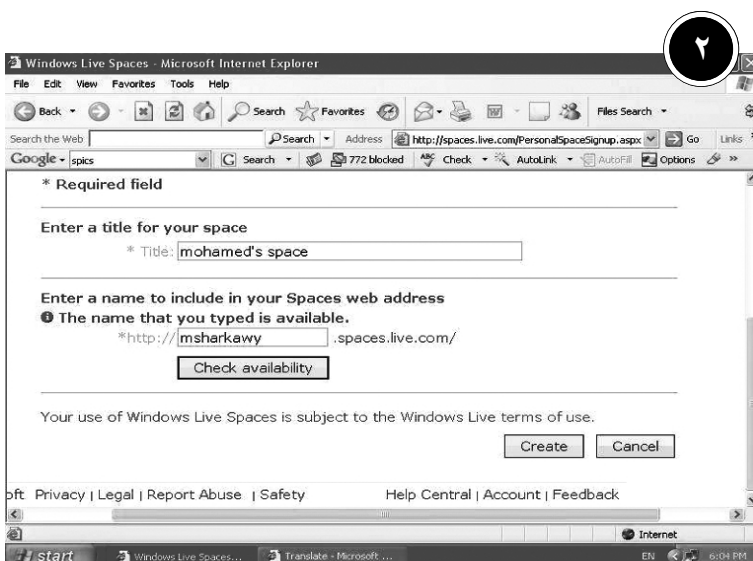 ٢
Windows Live Spaces - Microsoft Internet Explorer
File Edit View Favorites Tools Help
Back Search Favorites Files Search
Search the Web Search Address http://spaces.live.com/PersonalSpaceSignup.aspx Go Links
Google spics Search 772 blocked ABC Check AutoLink AutoFill Options
* Required field
Enter a title for your space
* Title: mohamed's space
Enter a name to include in your Spaces web address
The name that you typed is available.
*http:// msharkawy .spaces.live.com/
Check availability
Your use of Windows Live Spaces is subject to the Windows Live terms of use.
Create Cancel
oft Privacy | Legal | Report Abuse | Safety Help Central | Account | Feedback
Internet
start Windows Live Spaces... Translate - Microsoft ... EN 6:04 PM